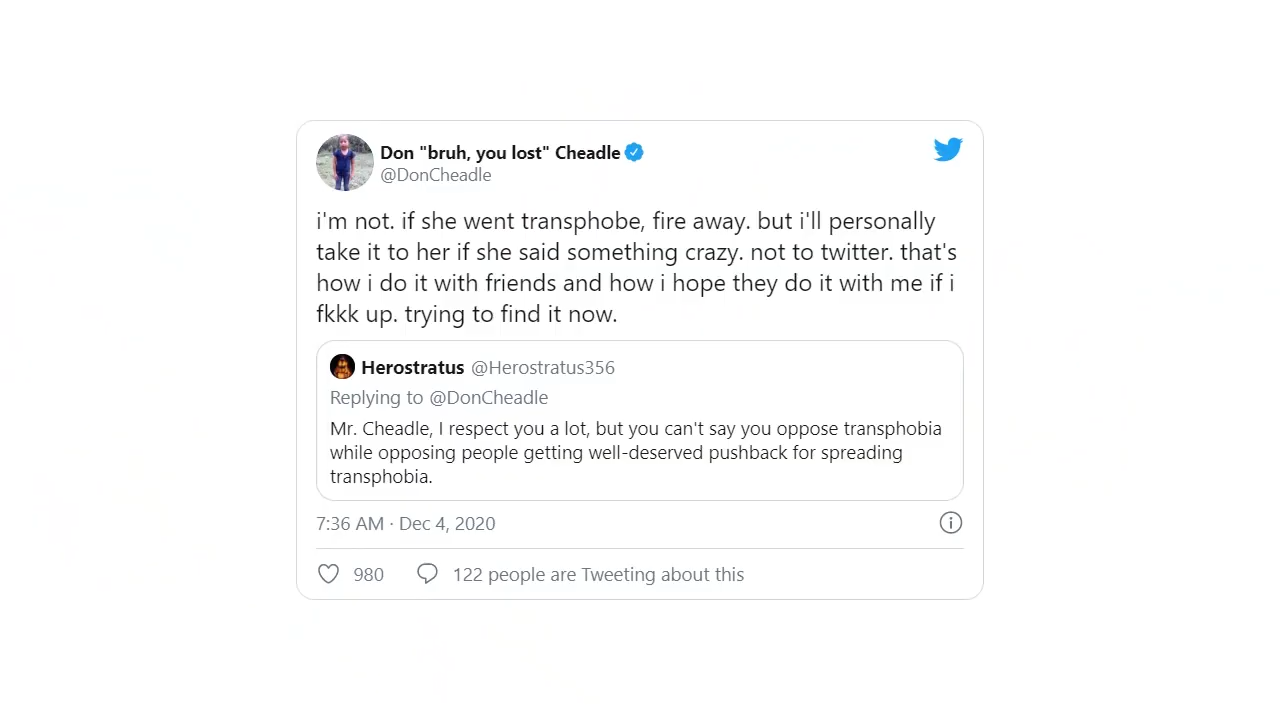 Don "bruh, you lost" Cheadle
@DonCheadle
i'm not. if she went transphobe, fire away. but i'll personally
take it to her if she said something crazy. not to twitter. that's
how i do it with friends and how i hope they do it with me if i
fkkk up. trying to find it now.
Herostratus @Herostratus356
Replying to @DonCheadle
Mr. Cheadle, I respect you a lot, but you can't say you oppose transphobia
while opposing people getting well-deserved pushback for spreading
transphobia.
7:36 AM · Dec 4, 2020
980 122 people are Tweeting about this